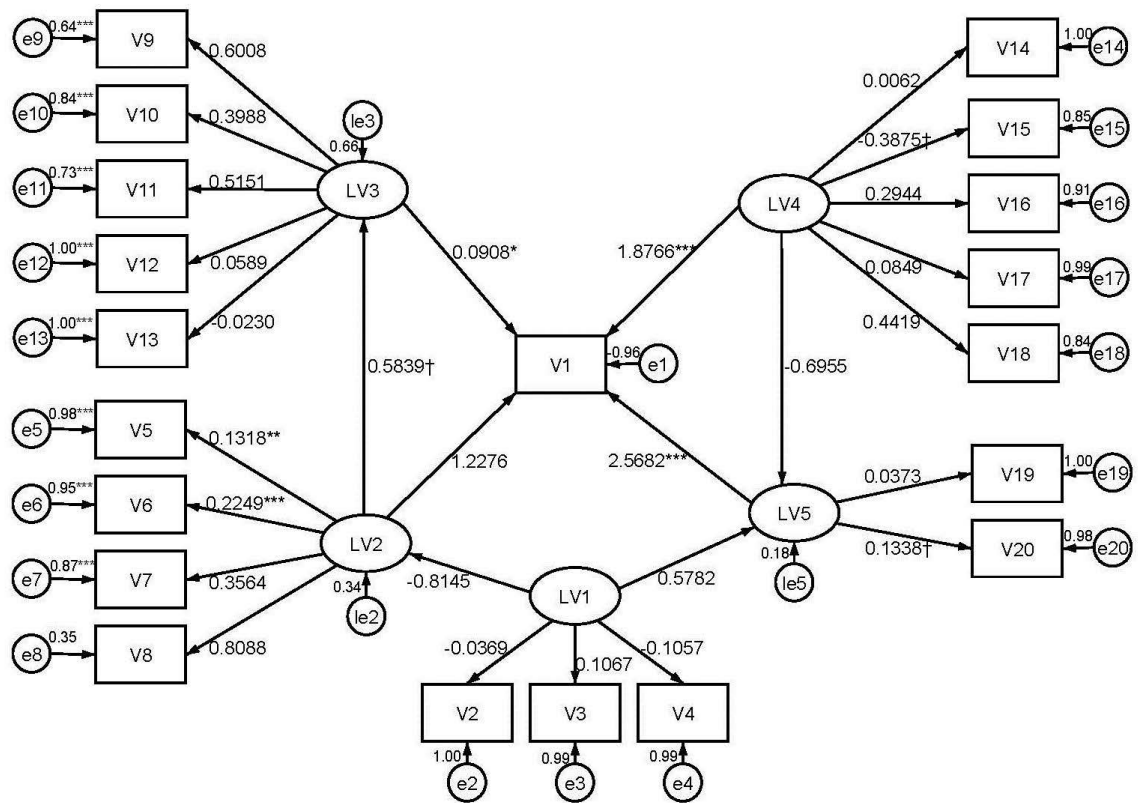 e9 0.64*** V9 0.6008
e10 0.84*** V10 0.3988
e11 0.73*** V11 0.5151
e12 1.00*** V12 0.0589
e13 1.00*** V13 -0.0230
le3
0.66
LV3
0.0908*
0.5839†
V14 1.00 e14
0.0062
V15 0.85 e15
-0.3875†
V16 0.91 e16
0.2944
V17 0.99 e17
0.0849
V18 0.84 e18
0.4419
LV4
1.8766***
-0.6955
V1 -0.96 e1
e5 0.98*** V5 0.1318**
e6 0.95*** V6 0.2249***
e7 0.87*** V7 0.3564
e8 0.35 V8 0.8088
LV2
0.34
le2
1.2276
2.5682***
V19 1.00 e19
0.0373
V20 0.98 e20
0.1338†
LV5
0.18
le5
-0.8145
LV1
0.5782
-0.0369
0.1067
-0.1057
V2 V3 V4
1.00 0.99 0.99
e2 e3 e4